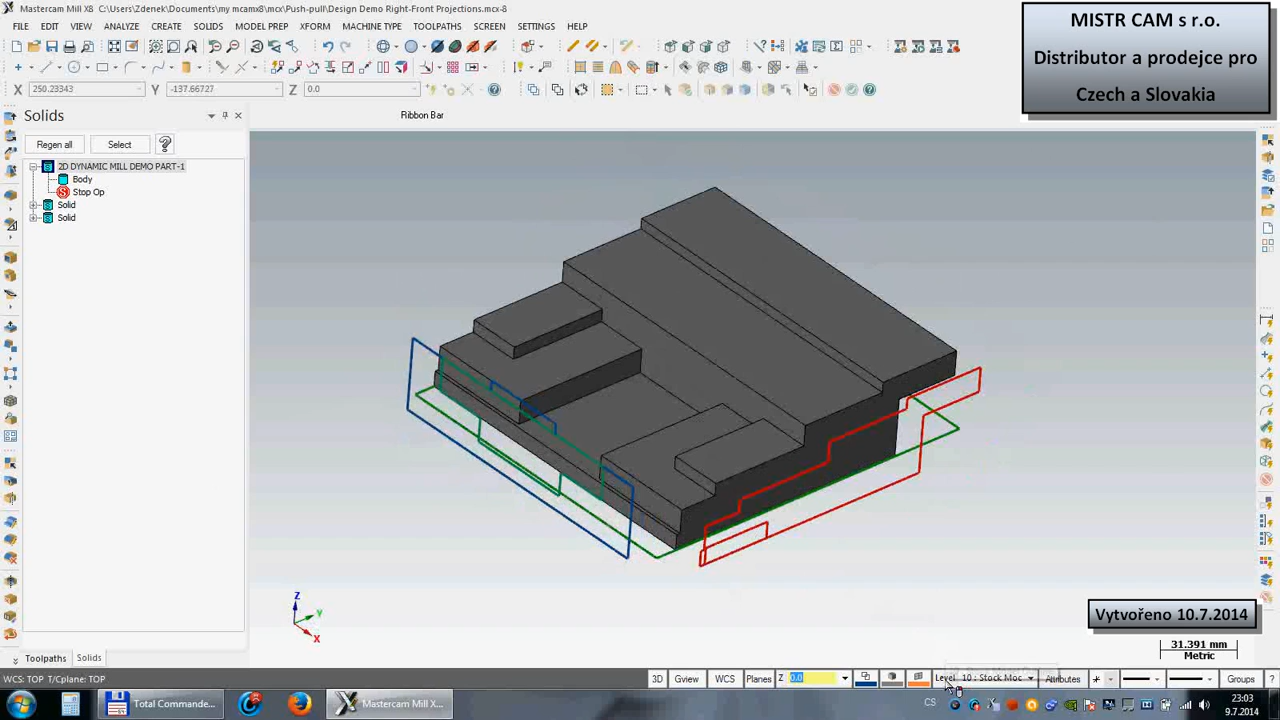 Mastercam Mill X8 - C:\Users\Zdenek\Documents\my mcamx8\mcx\Push-pull\Design Demo Right-Front Projections.mcx-8
FILE EDIT VIEW ANALYZE CREATE SOLIDS MODEL PREP XFORM MACHINE TYPE TOOLPATHS SCREEN SETTINGS HELP
MISTR CAM s r.o.
Distributor a prodejce pro
Czech a Slovakia
X 250.23343 Y -137.66727 Z 0.0
Solids
Ribbon Bar
Regen all Select
2D DYNAMIC MILL DEMO PART-1
Body
Stop Op
Solid
Solid
Z
Y
X
Vytvořeno 10.7.2014
31.391 mm
Metric
Toolpaths Solids
WCS: TOP T/Cplane: TOP
3D Gview WCS Planes Z 0.0 Level 10 : Stock Moc Attributes Groups ?
Total Commande... Mastercam Mill X... CS 23:03
9.7.2014